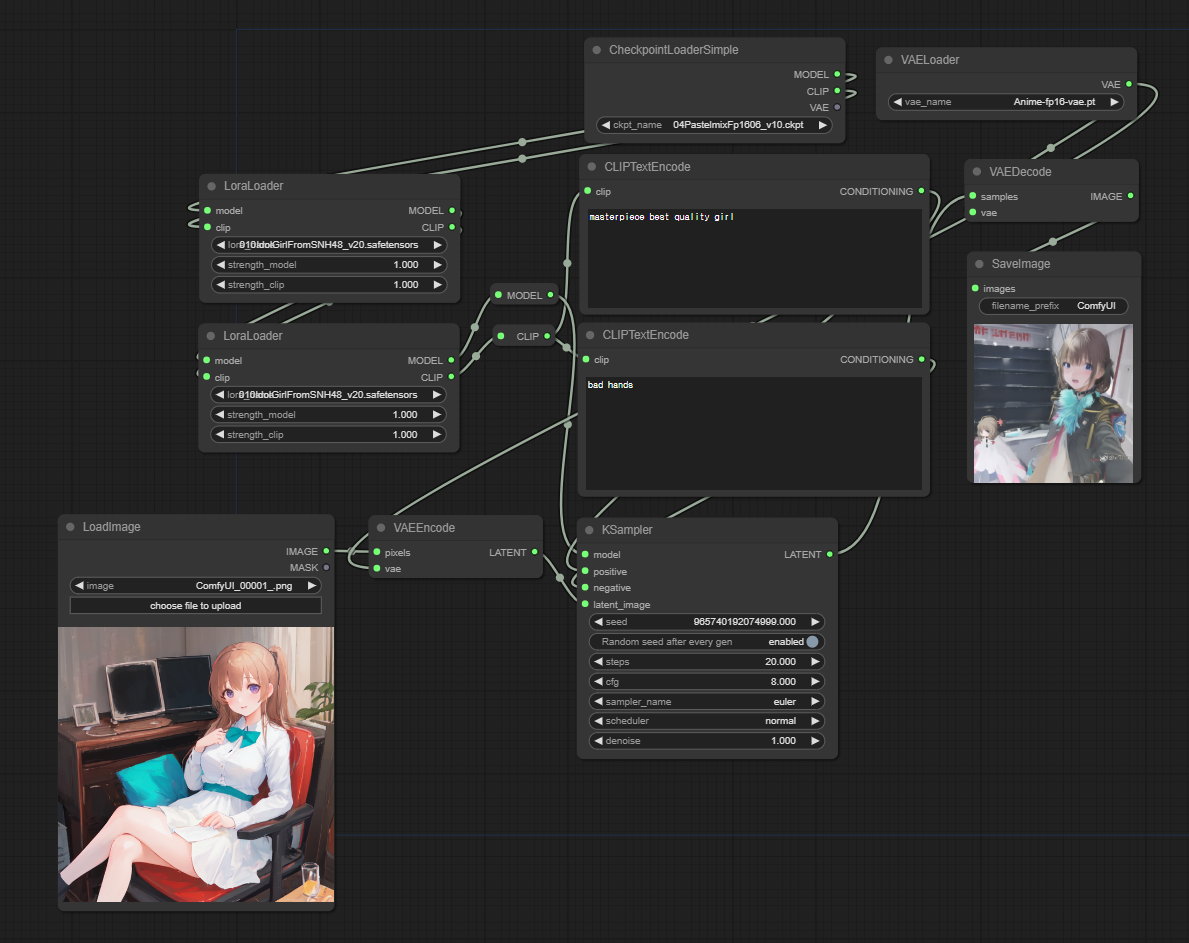 CheckpointLoaderSimple
MODEL
CLIP
VAE
ckpt_name 04PastelmixFp1606_v10.ckpt
VAELoader
VAE
vae_name Anime-fp16-vae.pt
CLIPTextEncode
clip CONDITIONING
masterpiece best quality girl
VAEDecode
samples IMAGE
vae
LoraLoader
model MODEL
clip CLIP
010IdolGirlFromSNH48_v20.safetensors
strength_model 1.000
strength_clip 1.000
SaveImage
images
filename_prefix ComfyUI
MODEL
CLIP
LoraLoader
model MODEL
clip CLIP
010IdolGirlFromSNH48_v20.safetensors
strength_model 1.000
strength_clip 1.000
CLIPTextEncode
clip CONDITIONING
bad hands
LoadImage
IMAGE
MASK
image ComfyUI_00001_.png
choose file to upload
VAEEncode
pixels LATENT
vae
KSampler
model LATENT
positive
negative
latent_image
seed 965740192074999.000
Random seed after every gen enabled
steps 20.000
cfg 8.000
sampler_name euler
scheduler normal
denoise 1.000